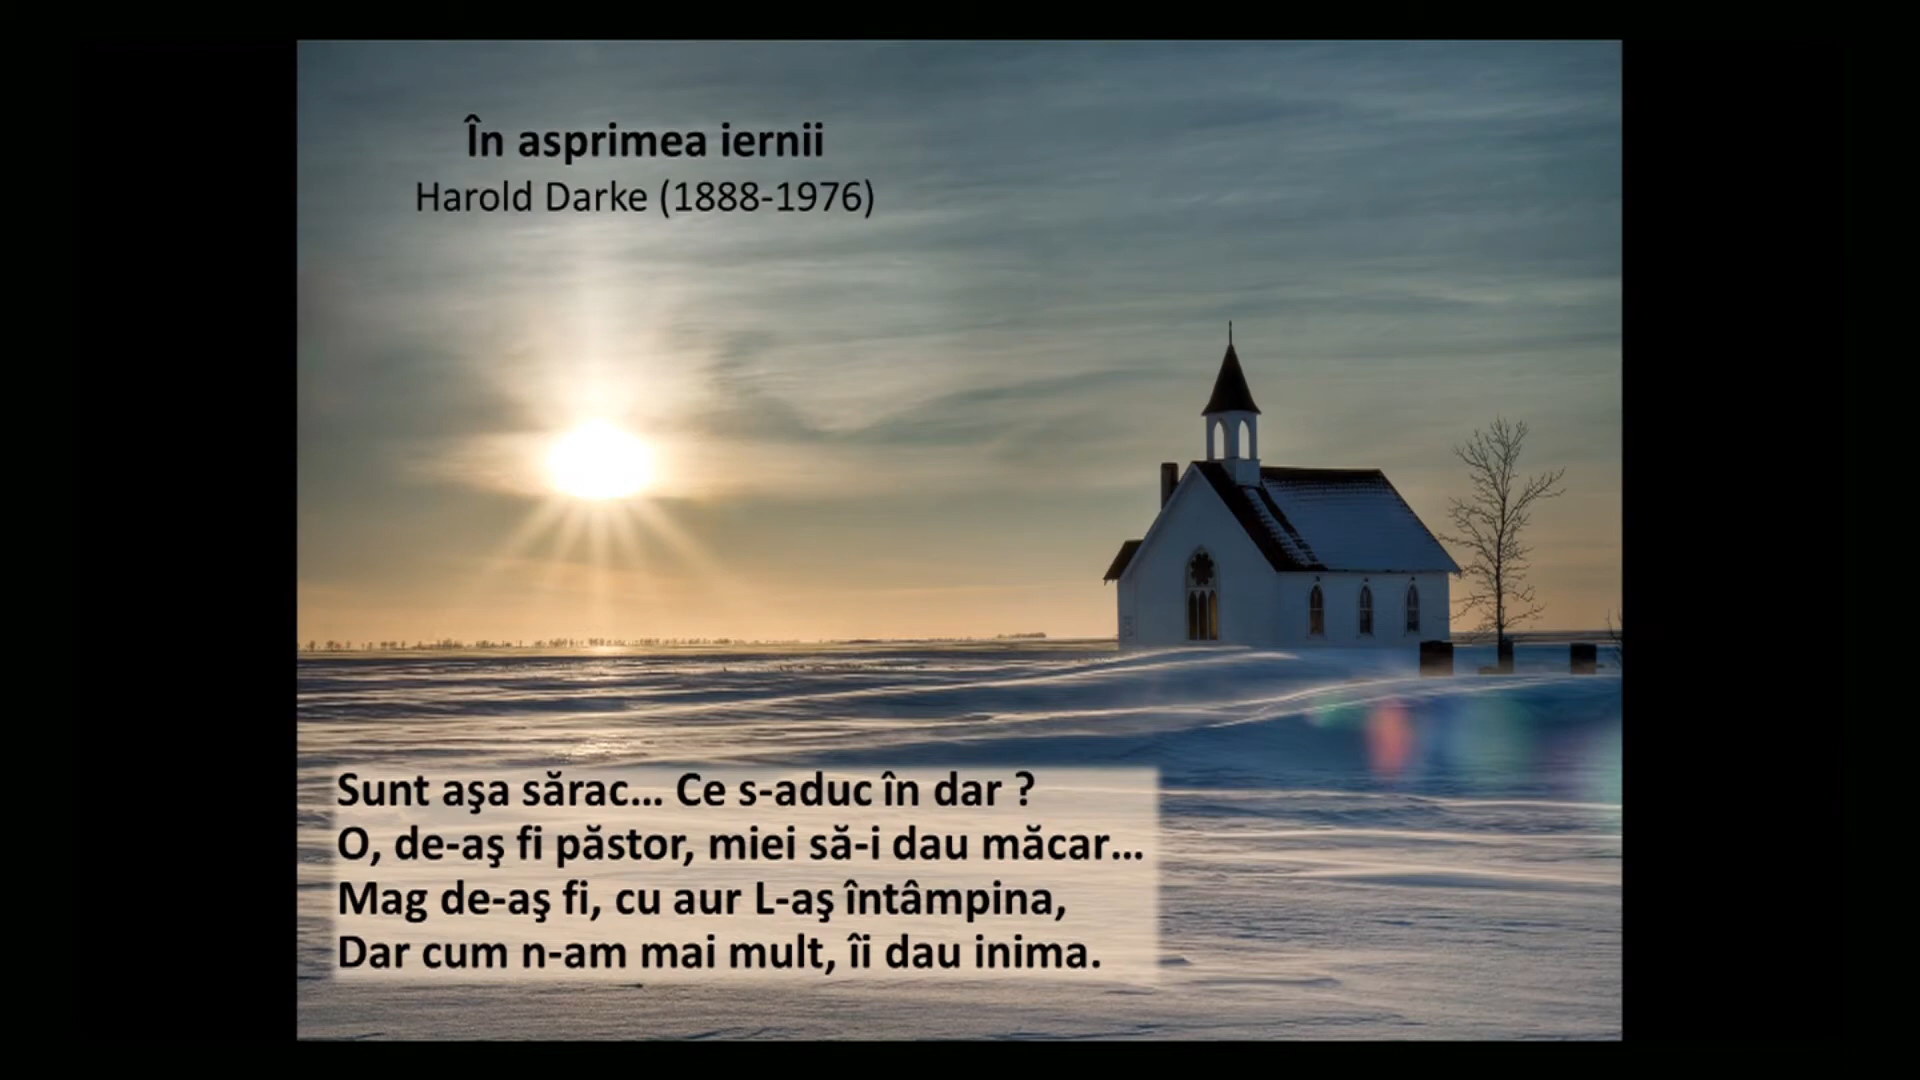 În asprimea iernii
Harold Darke (1888-1976)
Sunt aşa sărac... Ce s-aduc în dar ?
O, de-aş fi păstor, miei să-i dau măcar...
Mag de-aş fi, cu aur L-aş întâmpina,
Dar cum n-am mai mult, îi dau inima.